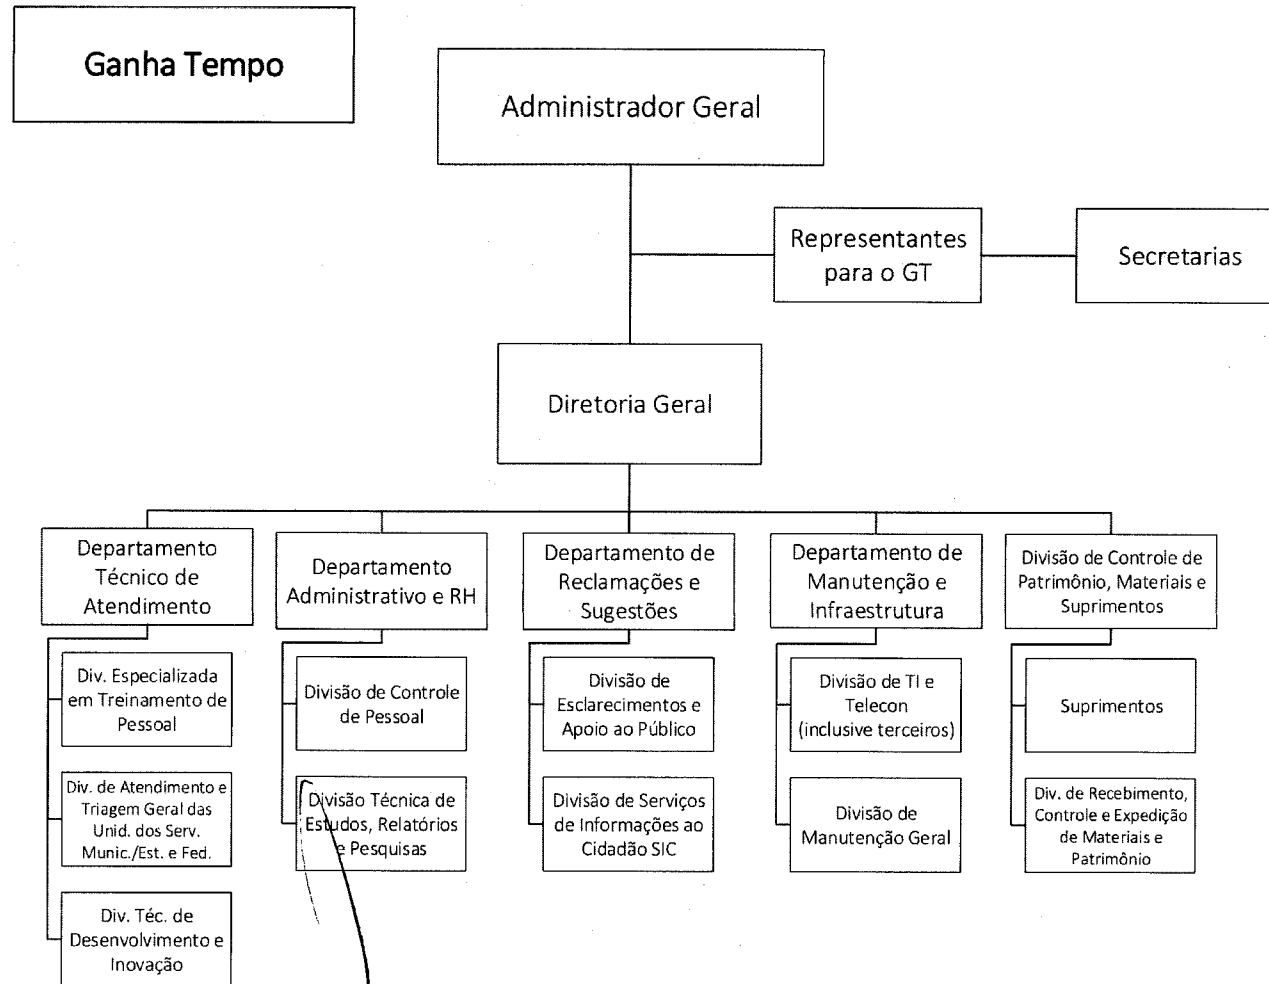 Ganha Tempo
Administrador Geral
Representantes
para o GT
Secretarias
Diretoria Geral
Departamento
Técnico de
Atendimento
Departamento
Administrativo e RH
Departamento de
Reclamações e
Sugestões
Departamento de
Manutenção e
Infraestrutura
Divisão de Controle de
Patrimônio, Materiais e
Suprimentos
Div. Especializada
em Treinamento de
Pessoal
Divisão de Controle
de Pessoal
Divisão de
Esclarecimentos e
Apoio ao Público
Divisão de TI e
Telecon
(inclusive terceiros)
Suprimentos
Div. de Atendimento e
Triagem Geral das
Unid. dos Serv.
Munic./Est. e Fed.
Divisão Técnica de
Estudos, Relatórios
e Pesquisas
Divisão de Serviços
de Informações ao
Cidadão SIC
Divisão de
Manutenção Geral
Div. de Recebimento,
Controle e Expedição
de Materiais e
Patrimônio
Div. Téc. de
Desenvolvimento e
Inovação